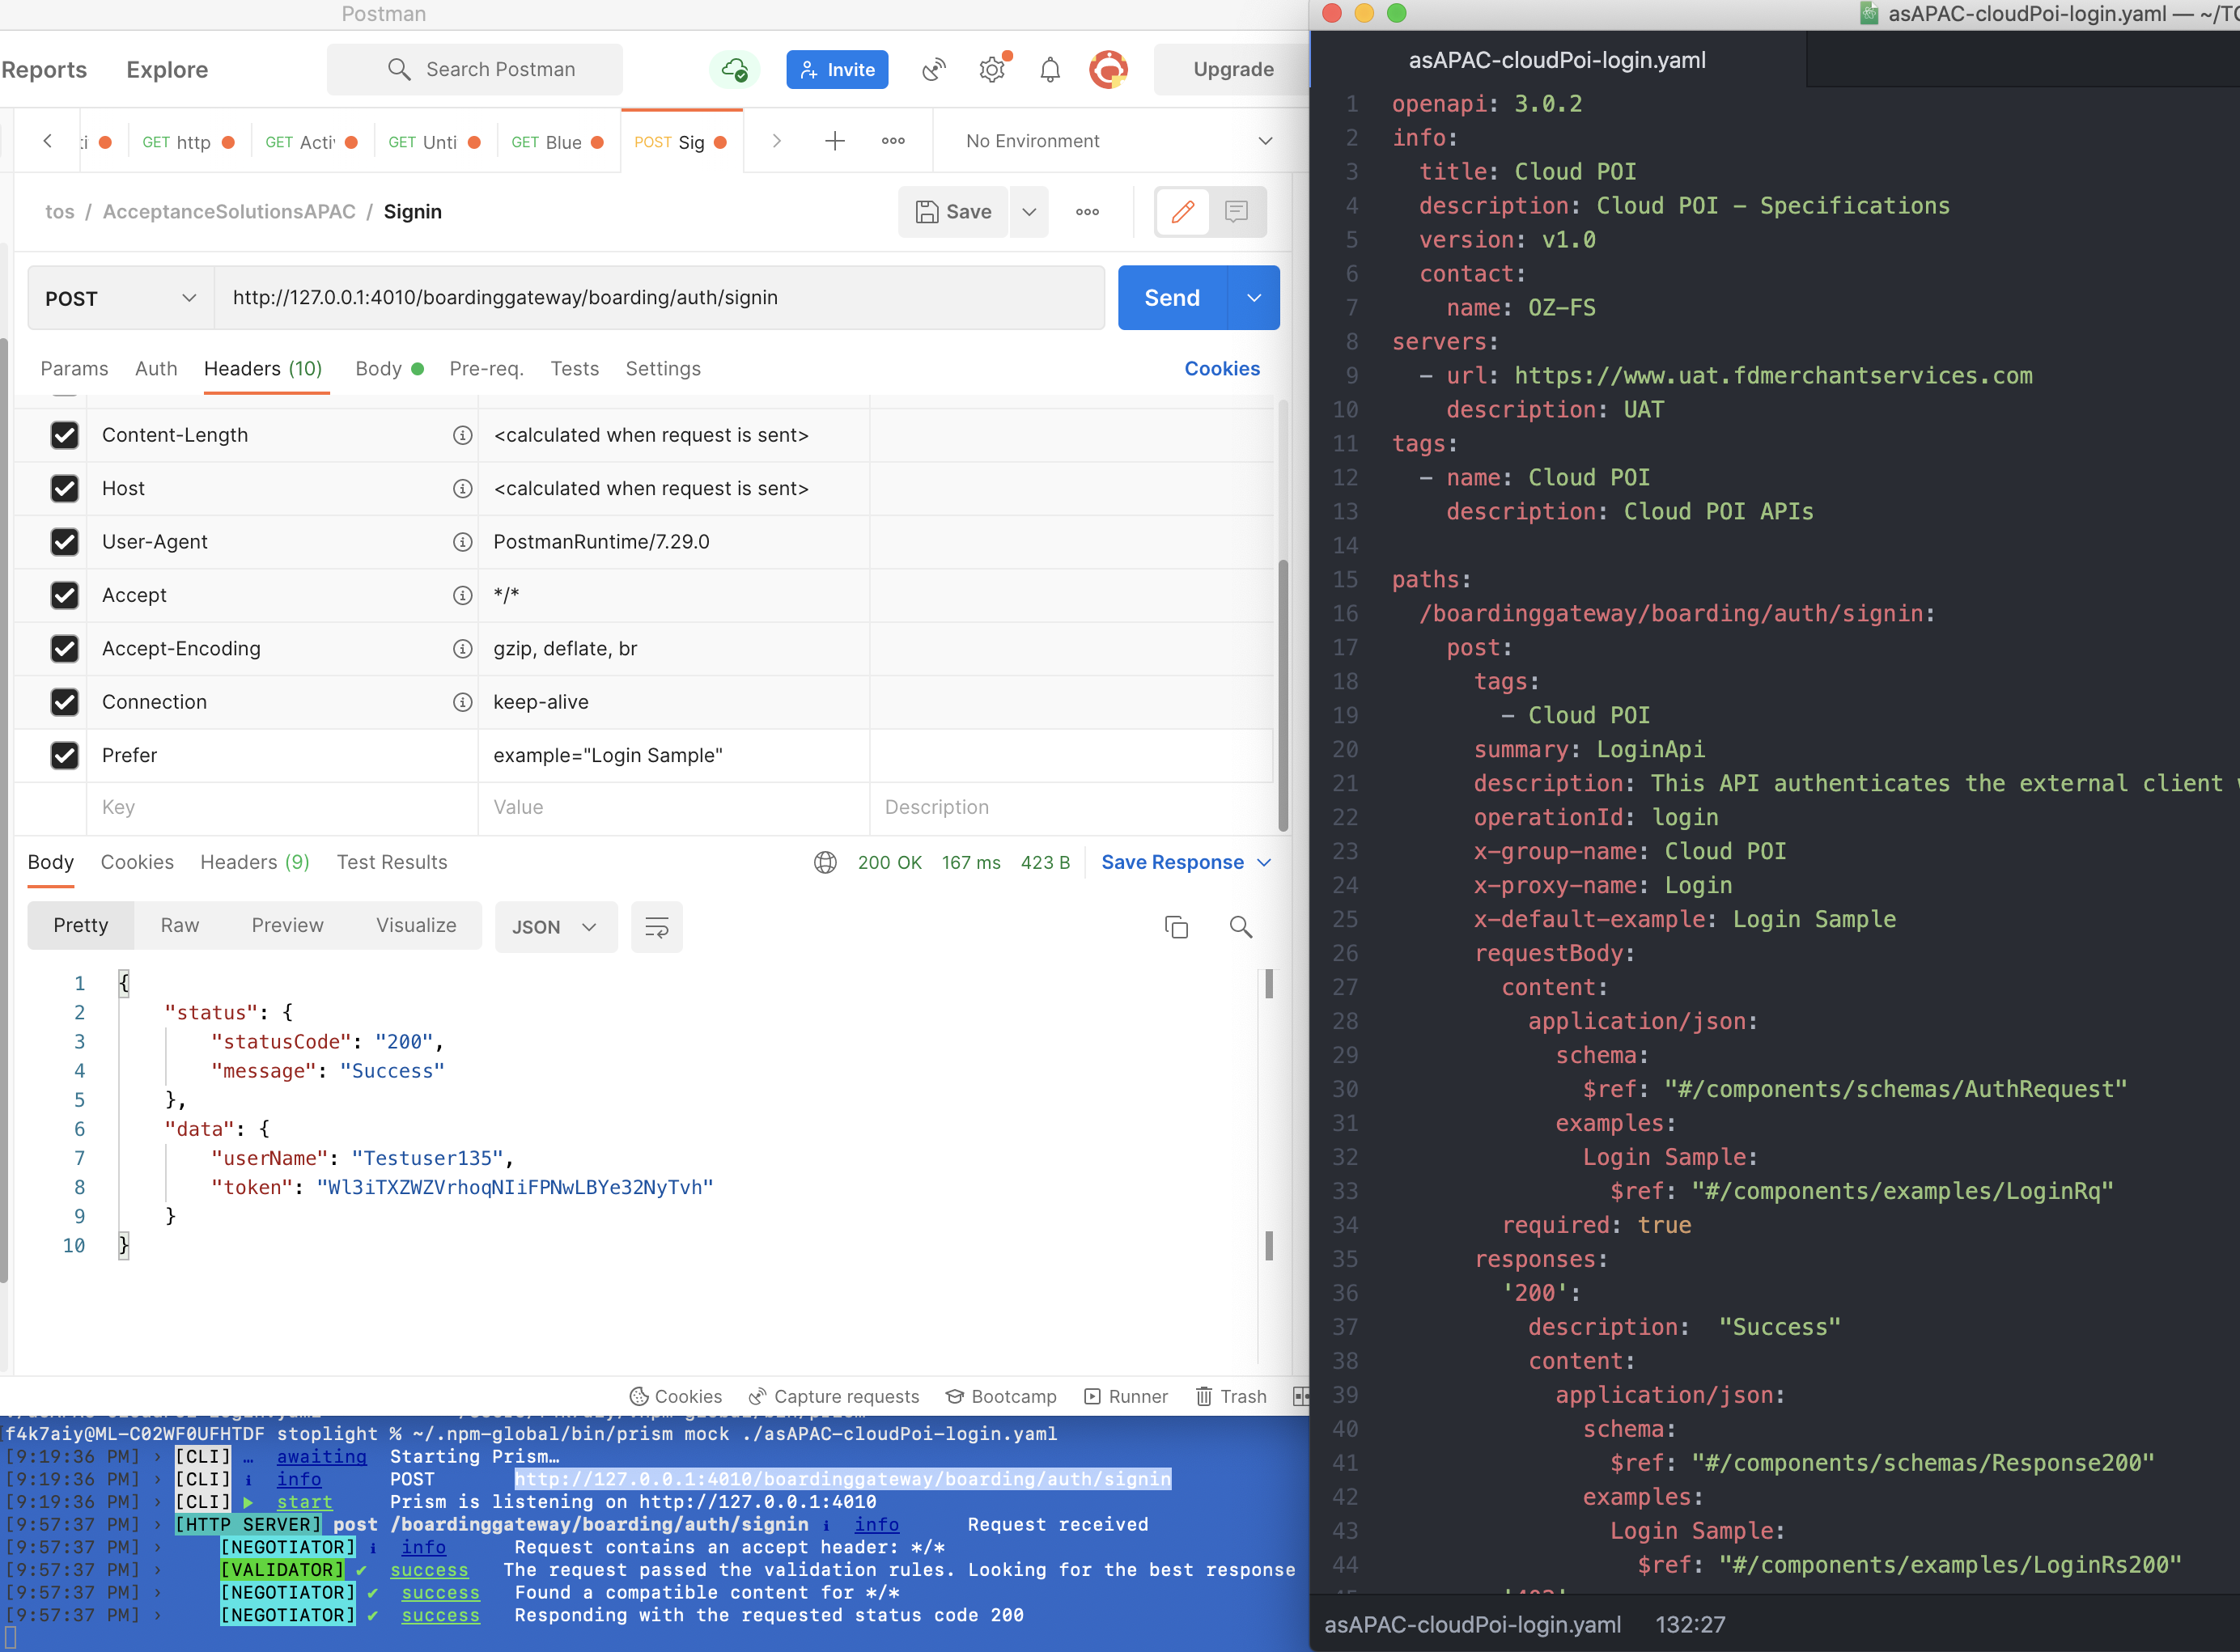 Postman
Reports Explore Search Postman Invite Upgrade
GET http GET Activ GET Unti GET Blue POST Sig No Environment
tos / AcceptanceSolutionsAPAC / Signin Save
POST http://127.0.0.1:4010/boardinggateway/boarding/auth/signin Send
Params Auth Headers (10) Body Pre-req. Tests Settings Cookies
Content-Length <calculated when request is sent>
Host <calculated when request is sent>
User-Agent PostmanRuntime/7.29.0
Accept */*
Accept-Encoding gzip, deflate, br
Connection keep-alive
Prefer example="Login Sample"
Key Value Description
Body Cookies Headers (9) Test Results 200 OK 167 ms 423 B Save Response
Pretty Raw Preview Visualize JSON
1 {
2 "status": {
3 "statusCode": "200",
4 "message": "Success"
5 },
6 "data": {
7 "userName": "Testuser135",
8 "token": "Wl3iTXZWZVrhoqNIiFPNwLBYe32NyTvh"
9 }
10 }
Cookies Capture requests Bootcamp Runner Trash
f4k7aiy@ML-C02WF0UFHTDF stoplight % ~/.npm-global/bin/prism mock ./asAPAC-cloudPoi-login.yaml
[9:19:36 PM] › [CLI] … awaiting Starting Prism…
[9:19:36 PM] › [CLI] ℹ info POST http://127.0.0.1:4010/boardinggateway/boarding/auth/signin
[9:19:36 PM] › [CLI] ▶ start Prism is listening on http://127.0.0.1:4010
[9:57:37 PM] › [HTTP SERVER] post /boardinggateway/boarding/auth/signin ℹ info Request received
[9:57:37 PM] › [NEGOTIATOR] ℹ info Request contains an accept header: */*
[9:57:37 PM] › [VALIDATOR] ✔ success The request passed the validation rules. Looking for the best response
[9:57:37 PM] › [NEGOTIATOR] ✔ success Found a compatible content for */*
[9:57:37 PM] › [NEGOTIATOR] ✔ success Responding with the requested status code 200
asAPAC-cloudPoi-login.yaml — ~/TO
asAPAC-cloudPoi-login.yaml
1 openapi: 3.0.2
2 info:
3 title: Cloud POI
4 description: Cloud POI – Specifications
5 version: v1.0
6 contact:
7 name: OZ-FS
8 servers:
9 - url: https://www.uat.fdmerchantservices.com
10 description: UAT
11 tags:
12 - name: Cloud POI
13 description: Cloud POI APIs
14
15 paths:
16 /boardinggateway/boarding/auth/signin:
17 post:
18 tags:
19 - Cloud POI
20 summary: LoginApi
21 description: This API authenticates the external client
22 operationId: login
23 x-group-name: Cloud POI
24 x-proxy-name: Login
25 x-default-example: Login Sample
26 requestBody:
27 content:
28 application/json:
29 schema:
30 $ref: "#/components/schemas/AuthRequest"
31 examples:
32 Login Sample:
33 $ref: "#/components/examples/LoginRq"
34 required: true
35 responses:
36 '200':
37 description: "Success"
38 content:
39 application/json:
40 schema:
41 $ref: "#/components/schemas/Response200"
42 examples:
43 Login Sample:
44 $ref: "#/components/examples/LoginRs200"
asAPAC-cloudPoi-login.yaml 132:27